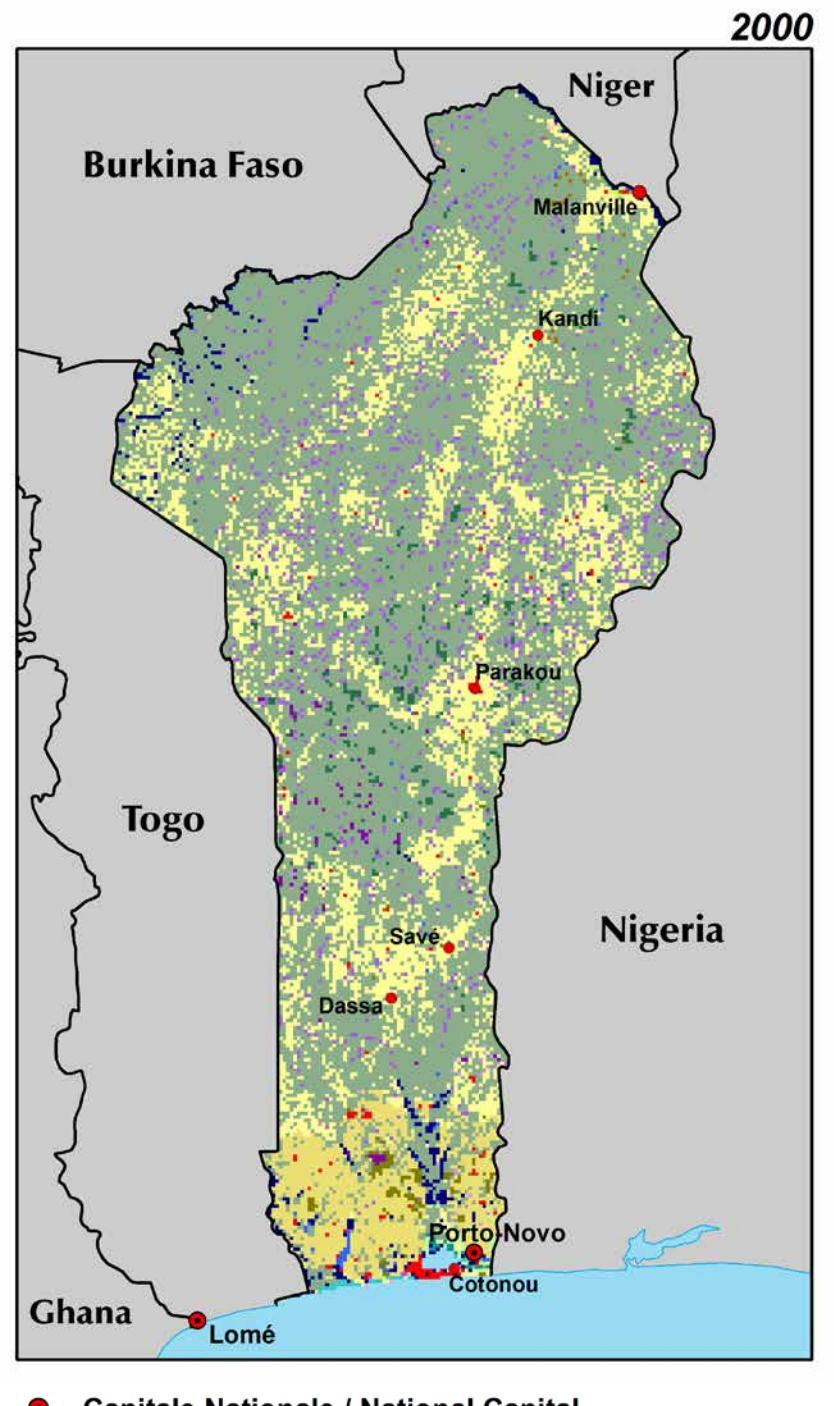 2000
Niger
Burkina Faso
Malanville
Kandi
Parakou
Togo
Nigeria
Savé
Dassa
Porto-Novo
Cotonou
Ghana
Lomé
Capitale Nationale / National Capital